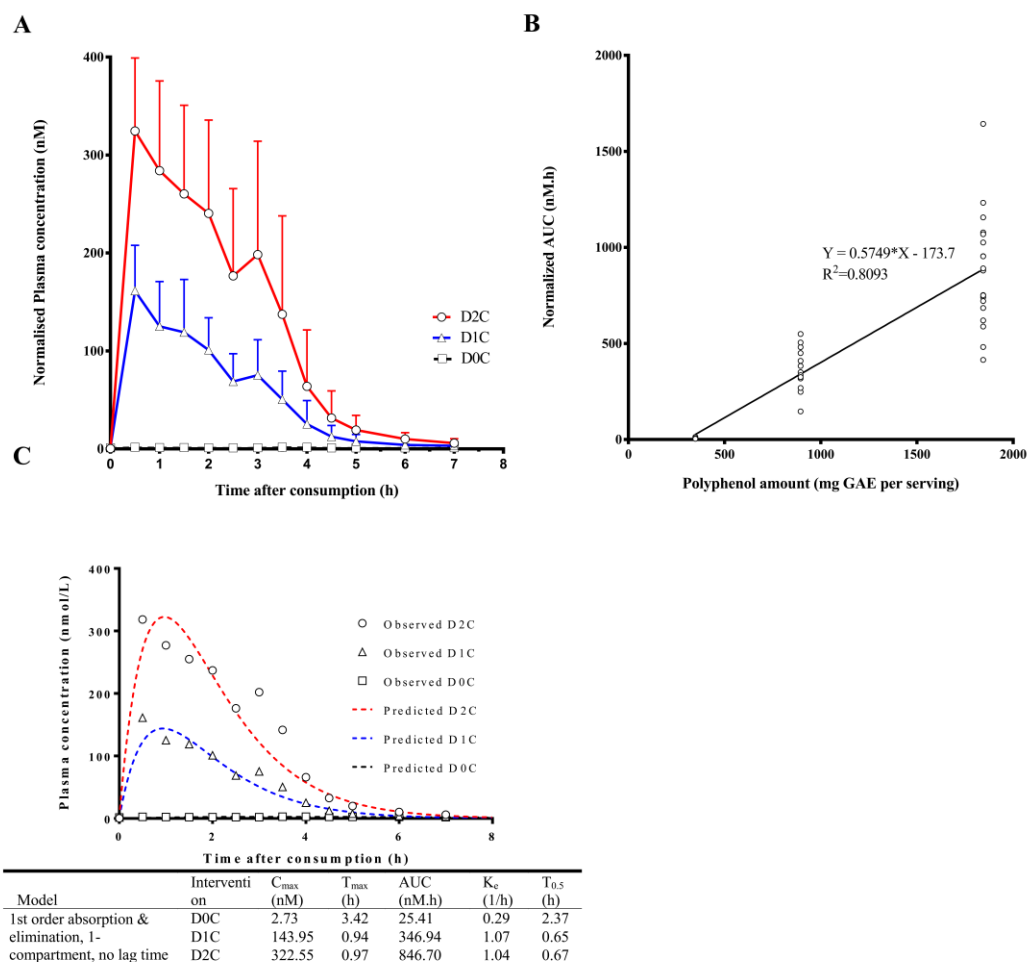 A
B
Normalised Plasma concentration (nM)
400
300
200
100
0
0 1 2 3 4 5 6 7 8
Time after consumption (h)
D2C
D1C
D0C
Normalized AUC (nM.h)
2000
1500
1000
500
0
0 500 1000 1500 2000
Polyphenol amount (mg GAE per serving)
Y = 0.5749*X - 173.7
R²=0.8093
C
Plasma concentration (nmol/L)
400
300
200
100
0
0 2 4 6 8
Time after consumption (h)
Observed D2C
Observed D1C
Observed D0C
Predicted D2C
Predicted D1C
Predicted D0C
Model Interventi on Cmax (nM) Tmax (h) AUC (nM.h) Ke (1/h) T0.5 (h)
1st order absorption & D0C 2.73 3.42 25.41 0.29 2.37
elimination, 1- D1C 143.95 0.94 346.94 1.07 0.65
compartment, no lag time D2C 322.55 0.97 846.70 1.04 0.67